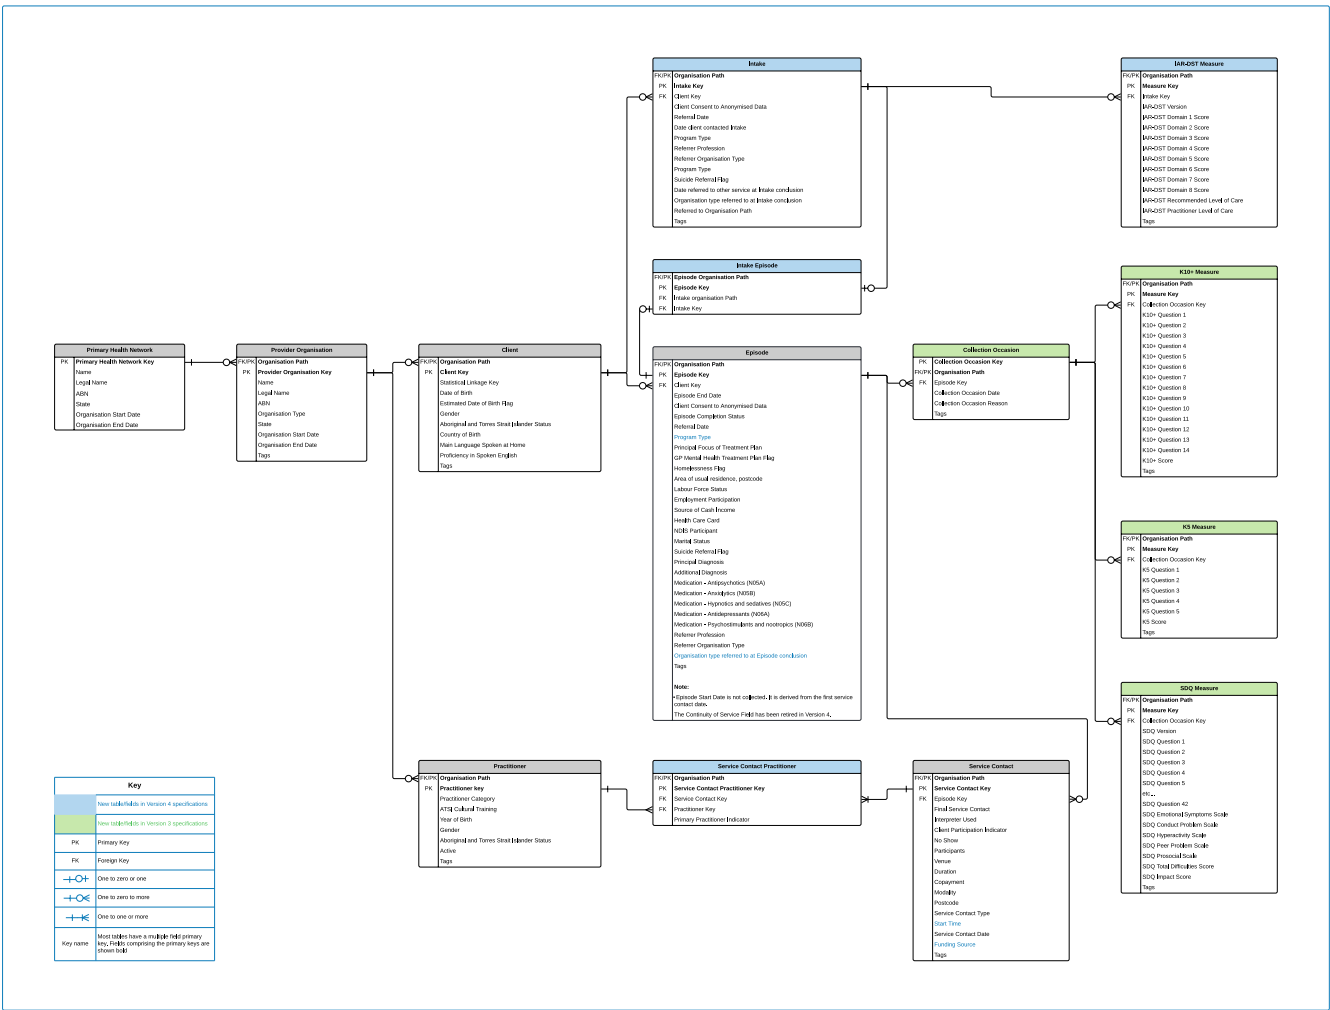 Intake
FK/PK Organisation Path
PK Intake Key
FK Client Key
Client Consent to Anonymised Data
Referral Date
Date client contacted Intake
Program Type
Referrer Profession
Referrer Organisation Type
Program Type
Suicide Referral Flag
Date referred to other service at Intake conclusion
Organisation type referred to at Intake conclusion
Referred to Organisation Path
Tags
IAR-DST Measure
FK/PK Organisation Path
PK Measure Key
FK Intake Key
IAR-DST Version
IAR-DST Domain 1 Score
IAR-DST Domain 2 Score
IAR-DST Domain 3 Score
IAR-DST Domain 4 Score
IAR-DST Domain 5 Score
IAR-DST Domain 6 Score
IAR-DST Domain 7 Score
IAR-DST Domain 8 Score
IAR-DST Recommended Level of Care
IAR-DST Practitioner Level of Care
Tags
Intake Episode
FK/PK Episode Organisation Path
PK Episode Key
FK Intake organisation Path
FK Intake Key
K10+ Measure
FK/PK Organisation Path
PK Measure Key
FK Collection Occasion Key
K10+ Question 1
K10+ Question 2
K10+ Question 3
K10+ Question 4
K10+ Question 5
K10+ Question 6
K10+ Question 7
K10+ Question 8
K10+ Question 9
K10+ Question 10
K10+ Question 11
K10+ Question 12
K10+ Question 13
K10+ Question 14
K10+ Score
Tags
Primary Health Network
PK Primary Health Network Key
Name
Legal Name
ABN
State
Organisation Start Date
Organisation End Date
Provider Organisation
FK/PK Organisation Path
PK Provider Organisation Key
Name
Legal Name
ABN
Organisation Type
State
Organisation Start Date
Organisation End Date
Tags
Client
FK/PK Organisation Path
PK Client Key
Statistical Linkage Key
Date of Birth
Estimated Date of Birth Flag
Gender
Aboriginal and Torres Strait Islander Status
Country of Birth
Main Language Spoken at Home
Proficiency in Spoken English
Tags
Episode
FK/PK Organisation Path
PK Episode Key
FK Client Key
Episode End Date
Client Consent to Anonymised Data
Episode Completion Status
Referral Date
Program Type
Principal Focus of Treatment Plan
GP Mental Health Treatment Plan Flag
Homelessness Flag
Area of usual residence, postcode
Labour Force Status
Employment Participation
Source of Cash Income
Health Care Card
NDIS Participant
Marital Status
Suicide Referral Flag
Principal Diagnosis
Additional Diagnosis
Medication - Antipsychotics (N05A)
Medication - Anxiolytics (N05B)
Medication - Hypnotics and sedatives (N05C)
Medication - Antidepressants (N06A)
Medication - Psychostimulants and nootropics (N06B)
Referrer Profession
Referrer Organisation Type
Organisation type referred to at Episode conclusion
Tags
Note:
• Episode Start Date is not collected. It is derived from the first service
contact date.
The Continuity of Service Field has been retired in Version 4.
Collection Occasion
PK Collection Occasion Key
FK/PK Organisation Path
FK Episode Key
Collection Occasion Date
Collection Occasion Reason
Tags
K5 Measure
FK/PK Organisation Path
PK Measure Key
FK Collection Occasion Key
K5 Question 1
K5 Question 2
K5 Question 3
K5 Question 4
K5 Question 5
K5 Score
Tags
SDQ Measure
FK/PK Organisation Path
PK Measure Key
FK Collection Occasion Key
SDQ Version
SDQ Question 1
SDQ Question 2
SDQ Question 3
SDQ Question 4
SDQ Question 5
etc...
SDQ Question 42
SDQ Emotional Symptoms Scale
SDQ Conduct Problem Scale
SDQ Hyperactivity Scale
SDQ Peer Problem Scale
SDQ Prosocial Scale
SDQ Total Difficulties Score
SDQ Impact Score
Tags
Practitioner
FK/PK Organisation Path
PK Practitioner key
Practitioner Category
ATSI Cultural Training
Year of Birth
Gender
Aboriginal and Torres Strait Islander Status
Active
Tags
Service Contact Practitioner
FK/PK Organisation Path
PK Service Contact Practitioner Key
FK Service Contact Key
FK Practitioner Key
Primary Practitioner Indicator
Service Contact
FK/PK Organisation Path
PK Service Contact Key
FK Episode Key
Final Service Contact
Interpreter Used
Client Participation Indicator
No Show
Participants
Venue
Duration
Copayment
Modality
Postcode
Service Contact Type
Start Time
Service Contact Date
Funding Source
Tags
Key
New table/fields in Version 4 specifications
New table/fields in Version 3 specifications
PK Primary Key
FK Foreign Key
One to zero or one
One to zero to more
One to one or more
Key name Most tables have a multiple field primary
key. Fields comprising the primary keys are
shown bold